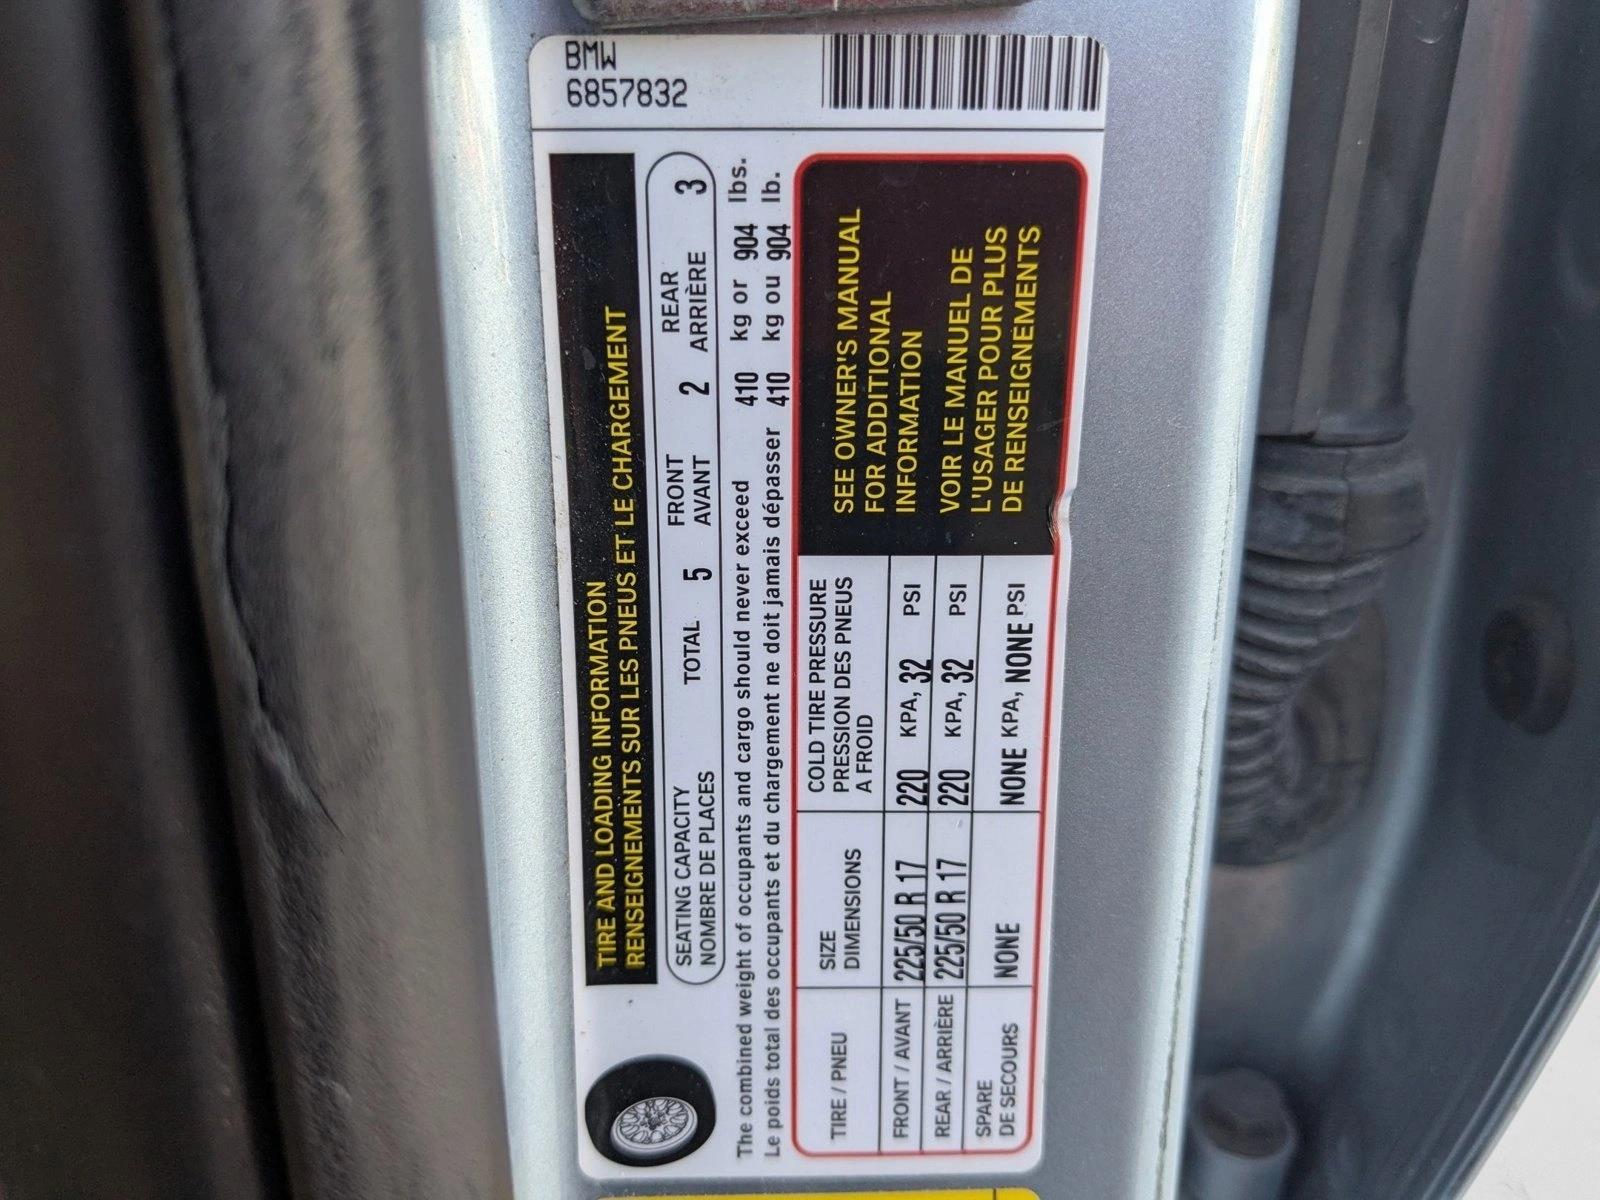 BMW
6857832
TIRE AND LOADING INFORMATION
RENSEIGNEMENTS SUR LES PNEUS ET LE CHARGEMENT
SEATING CAPACITY
NOMBRE DE PLACES
TOTAL 5
FRONT
AVANT
2
REAR
ARRIÈRE
3
The combined weight of occupants and cargo should never exceed 410 kg or 904 lbs.
Le poids total des occupants et du chargement ne doit jamais dépasser 410 kg ou 904 lb.
TIRE / PNEU
SIZE
DIMENSIONS
COLD TIRE PRESSURE
PRESSION DES PNEUS
A FROID
FRONT / AVANT 225/50 R 17 220 KPA, 32 PSI
REAR / ARRIÈRE 225/50 R 17 220 KPA, 32 PSI
SPARE
DE SECOURS
NONE NONE KPA, NONE PSI
SEE OWNER'S MANUAL
FOR ADDITIONAL
INFORMATION
VOIR LE MANUEL DE
L'USAGER POUR PLUS
DE RENSEIGNEMENTS